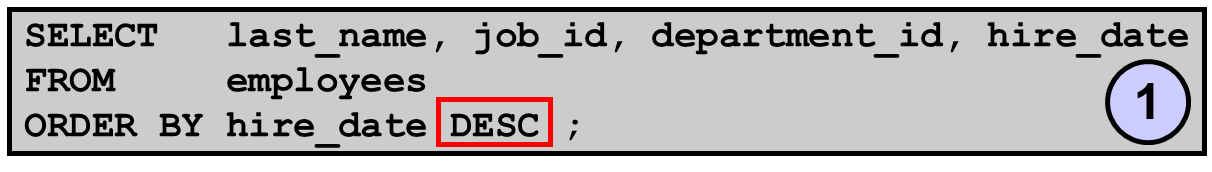 SELECT last_name, job_id, department_id, hire_date
FROM employees
ORDER BY hire_date DESC ;
1